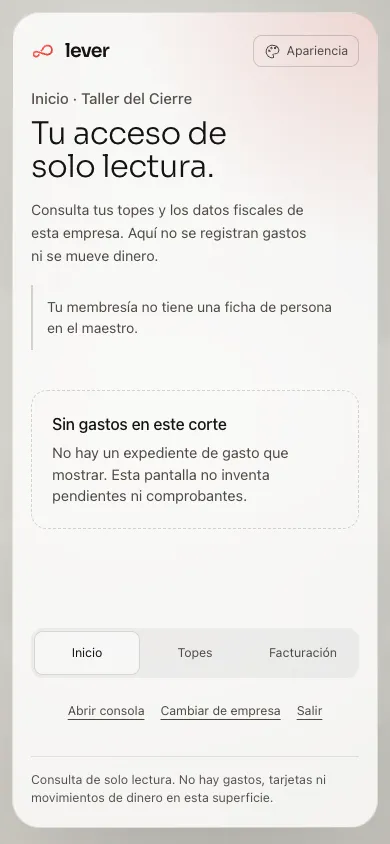 lever
Apariencia
Inicio · Taller del Cierre
Tu acceso de
solo lectura.
Consulta tus topes y los datos fiscales de
esta empresa. Aquí no se registran gastos
ni se mueve dinero.
Tu membresía no tiene una ficha de persona
en el maestro.
Sin gastos en este corte
No hay un expediente de gasto que
mostrar. Esta pantalla no inventa
pendientes ni comprobantes.
Inicio
Topes
Facturación
Abrir consola
Cambiar de empresa
Salir
Consulta de solo lectura. No hay gastos, tarjetas ni
movimientos de dinero en esta superficie.